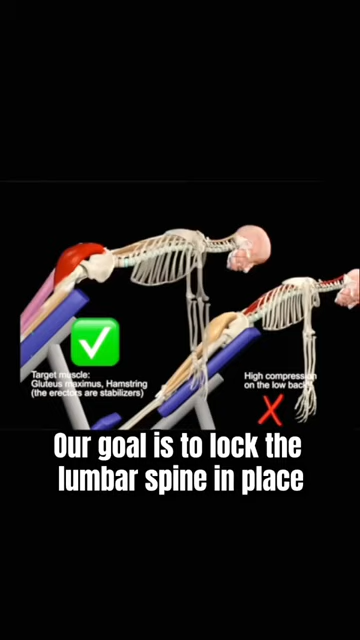 Target muscle:
Gluteus maximus, Hamstring
(the erectors are stabilizers)
High compression
on the low back
Our goal is to lock the
lumbar spine in place